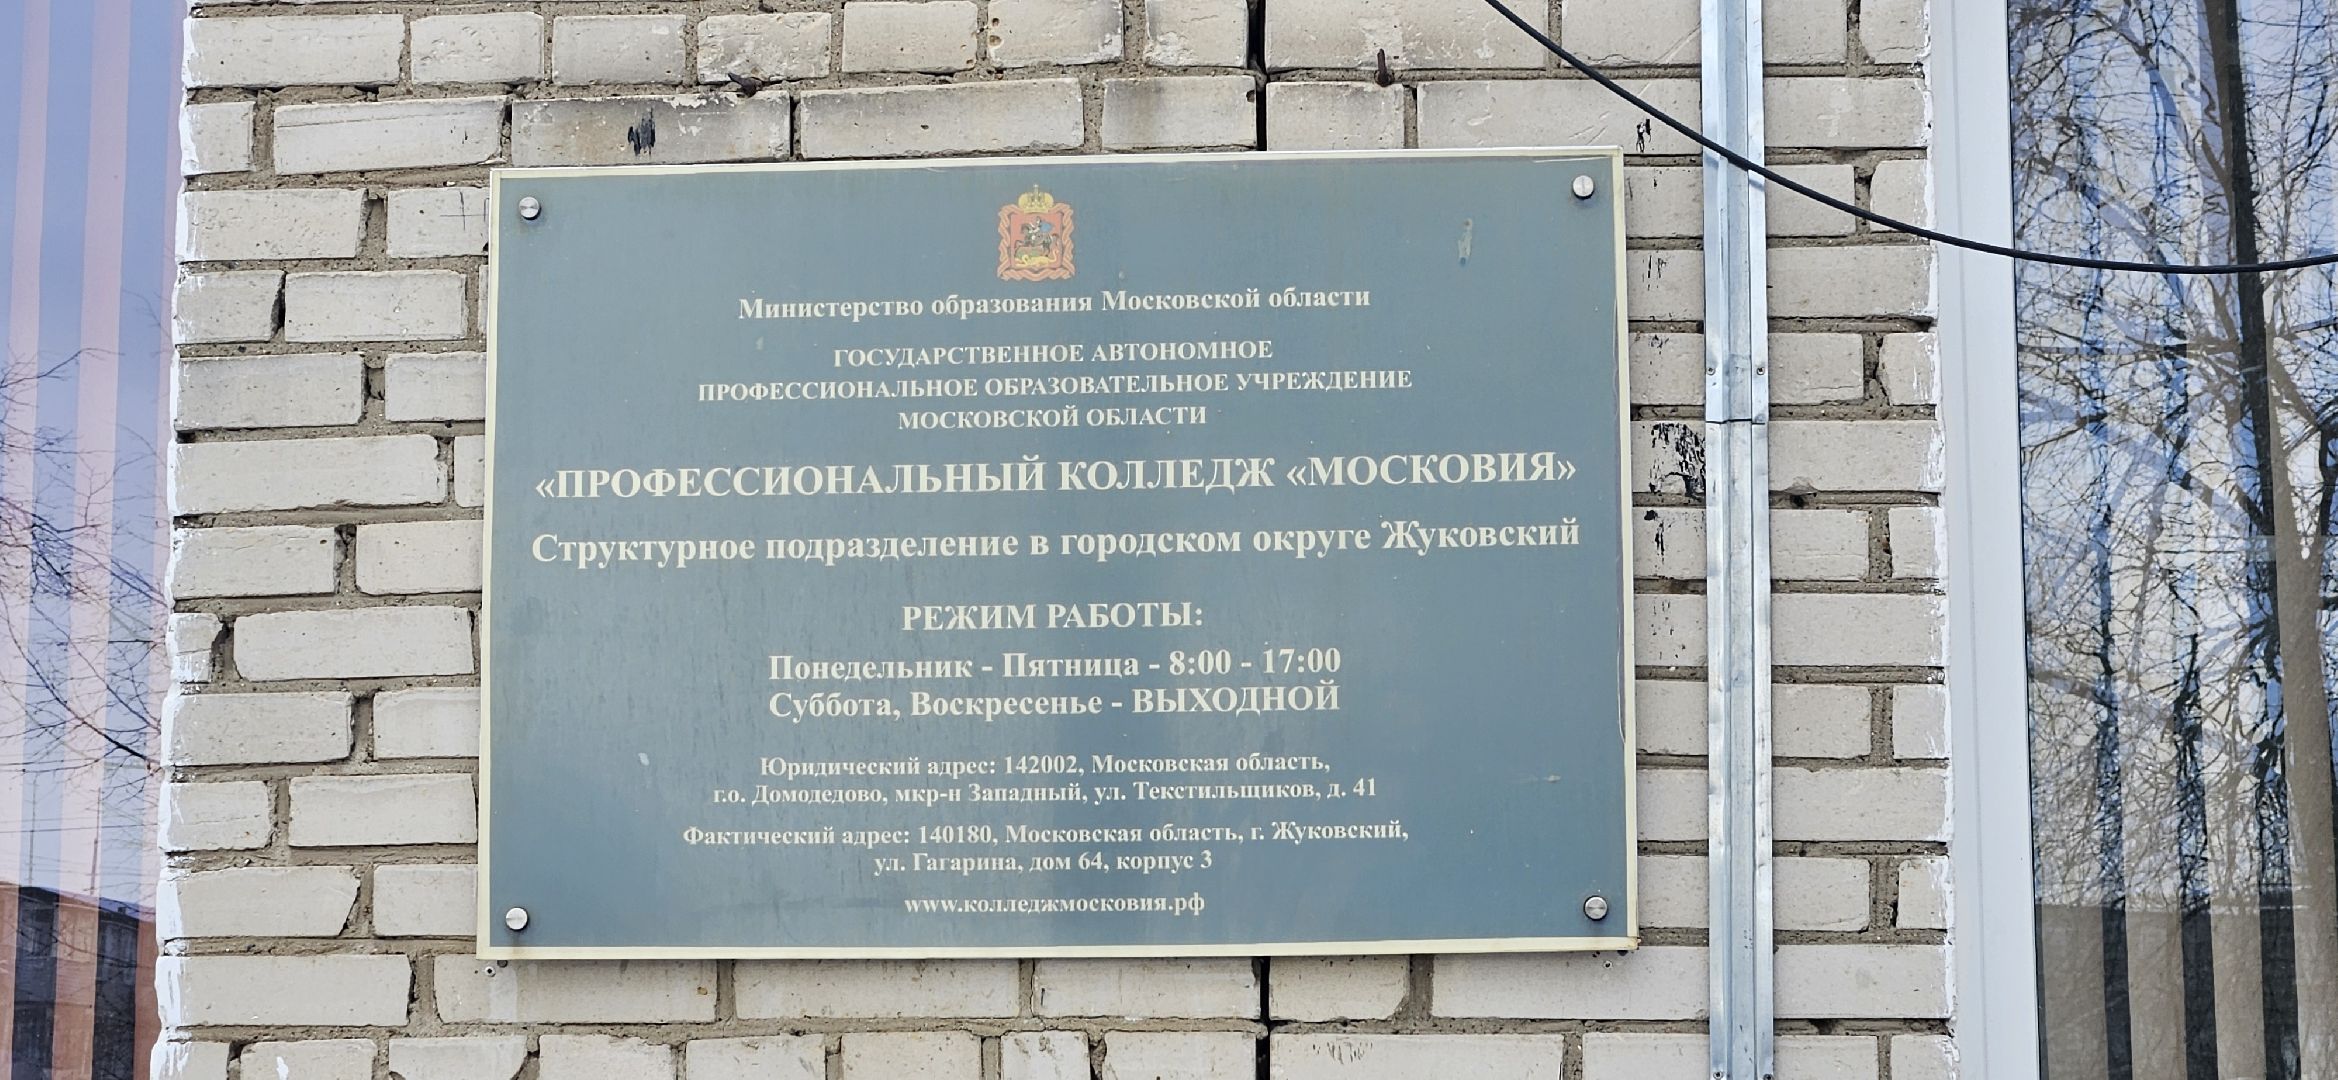 Министерство образования Московской области
ГОСУДАРСТВЕННОЕ АВТОНОМНОЕ
ПРОФЕССИОНАЛЬНОЕ ОБРАЗОВАТЕЛЬНОЕ УЧРЕЖДЕНИЕ
МОСКОВСКОЙ ОБЛАСТИ
«ПРОФЕССИОНАЛЬНЫЙ КОЛЛЕДЖ «МОСКОВИЯ»
Структурное подразделение в городском округе Жуковский
РЕЖИМ РАБОТЫ:
Понедельник - Пятница - 8:00 - 17:00
Суббота, Воскресенье - ВЫХОДНОЙ
Юридический адрес: 142002, Московская область,
г.о. Домодедово, мкр-н Западный, ул. Текстильщиков, д. 41
Фактический адрес: 140180, Московская область, г. Жуковский,
ул. Гагарина, дом 64, корпус 3
www.колледжмосковия.рф